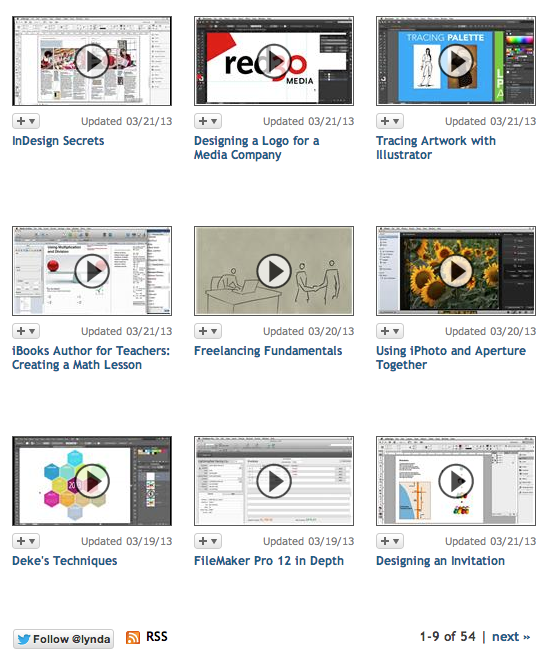 redgo
MEDIA
TRACING PALETTE
Updated 03/21/13
Updated 03/21/13
Updated 03/21/13
InDesign Secrets
Designing a Logo for a
Media Company
Tracing Artwork with
Illustrator
Using Multiplication
and Division
Updated 03/21/13
Updated 03/20/13
Updated 03/20/13
iBooks Author for Teachers:
Creating a Math Lesson
Freelancing Fundamentals
Using iPhoto and Aperture
Together
Updated 03/19/13
Updated 03/19/13
Updated 03/21/13
Deke's Techniques
FileMaker Pro 12 in Depth
Designing an Invitation
Follow @lynda
RSS
1-9 of 54 | next »